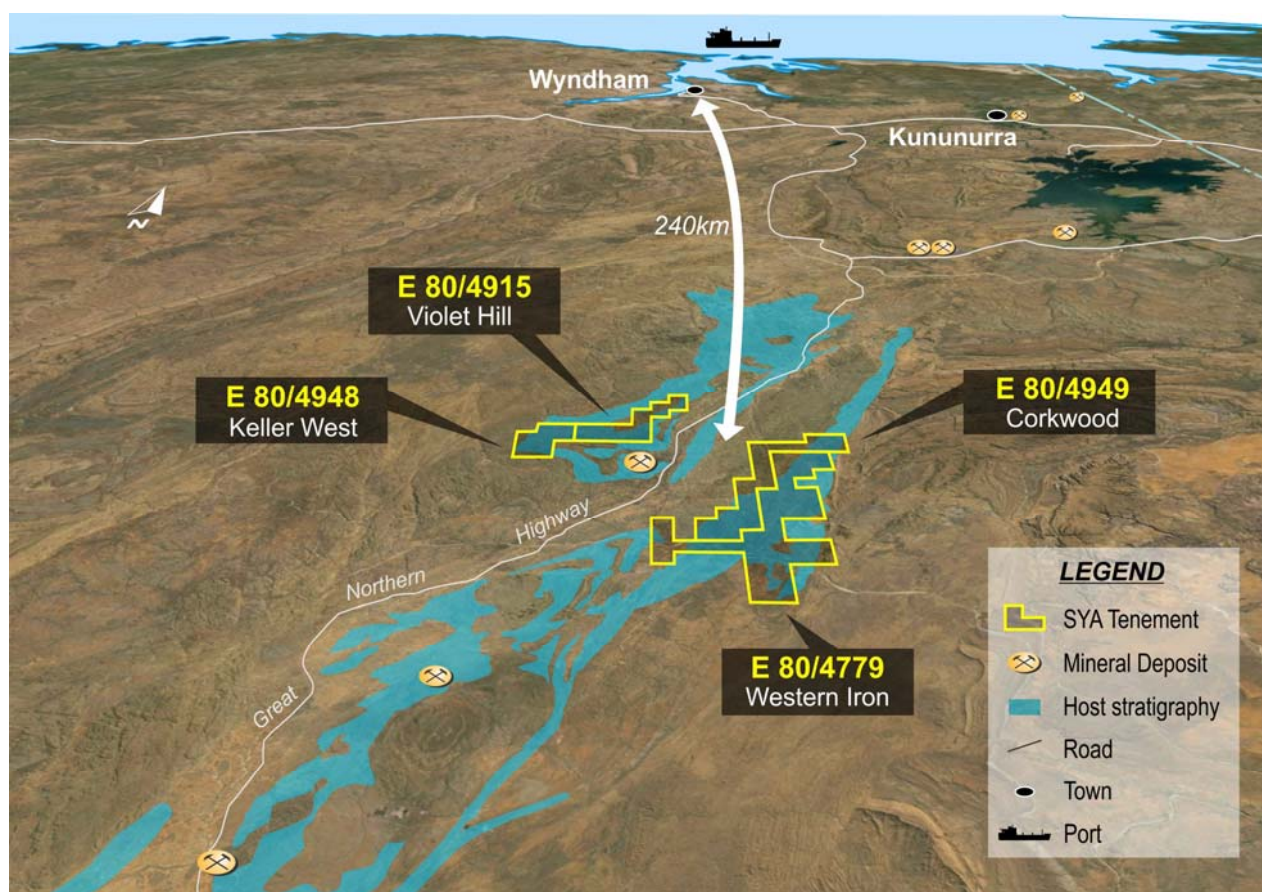 Wyndham
Kununurra
N
240km
E 80/4915
Violet Hill
E 80/4948
Keller West
E 80/4949
Corkwood
Great Northern Highway
E 80/4779
Western Iron
LEGEND
SYA Tenement
Mineral Deposit
Host stratigraphy
Road
Town
Port